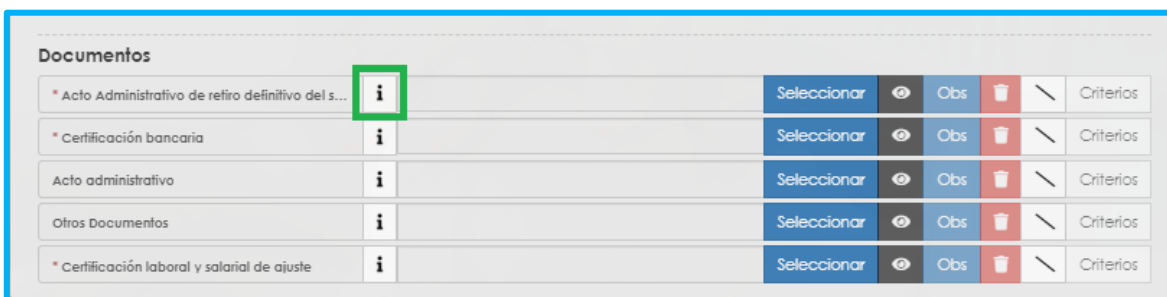 Documentos
* Acto Administrativo de retiro definitivo del s... i Seleccionar Obs Criterios
* Certificación bancaria i Seleccionar Obs Criterios
Acto administrativo i Seleccionar Obs Criterios
Otros Documentos i Seleccionar Obs Criterios
* Certificación laboral y salarial de ajuste i Seleccionar Obs Criterios